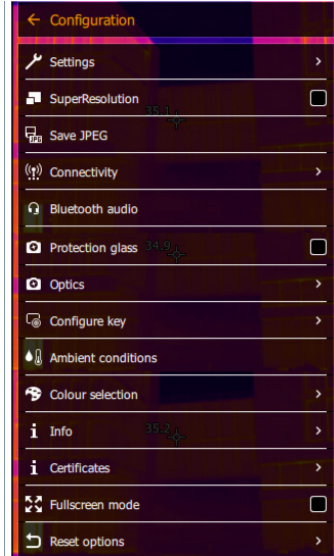 Configuration
Settings
SuperResolution
35.1
Save JPEG
Connectivity
Bluetooth audio
Protection glass 34.9
Optics
Configure key
Ambient conditions
Colour selection
Info 35.2
Certificates
Fullscreen mode
Reset options